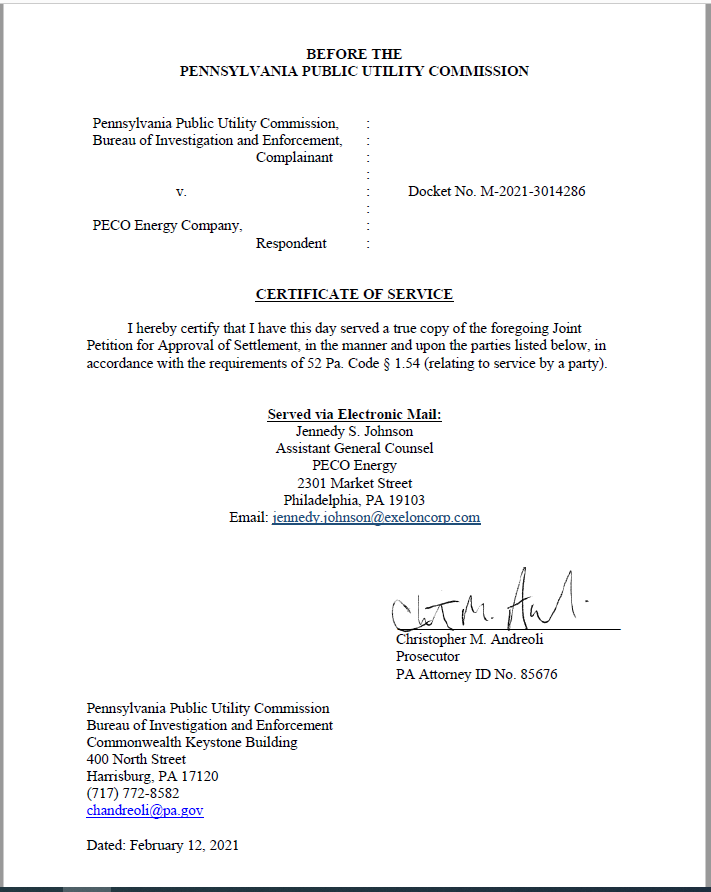 BEFORE THE
PENNSYLVANIA PUBLIC UTILITY COMMISSION
Pennsylvania Public Utility Commission, :
Bureau of Investigation and Enforcement, :
Complainant :
:
v. : Docket No. M-2021-3014286
:
PECO Energy Company, :
Respondent :
CERTIFICATE OF SERVICE
I hereby certify that I have this day served a true copy of the foregoing Joint
Petition for Approval of Settlement, in the manner and upon the parties listed below, in
accordance with the requirements of 52 Pa. Code § 1.54 (relating to service by a party).
Served via Electronic Mail:
Jennedy S. Johnson
Assistant General Counsel
PECO Energy
2301 Market Street
Philadelphia, PA 19103
Email: jennedy.johnson@exeloncorp.com
Christopher M. Andreoli
Prosecutor
PA Attorney ID No. 85676
Pennsylvania Public Utility Commission
Bureau of Investigation and Enforcement
Commonwealth Keystone Building
400 North Street
Harrisburg, PA 17120
(717) 772-8582
chandreoli@pa.gov
Dated: February 12, 2021